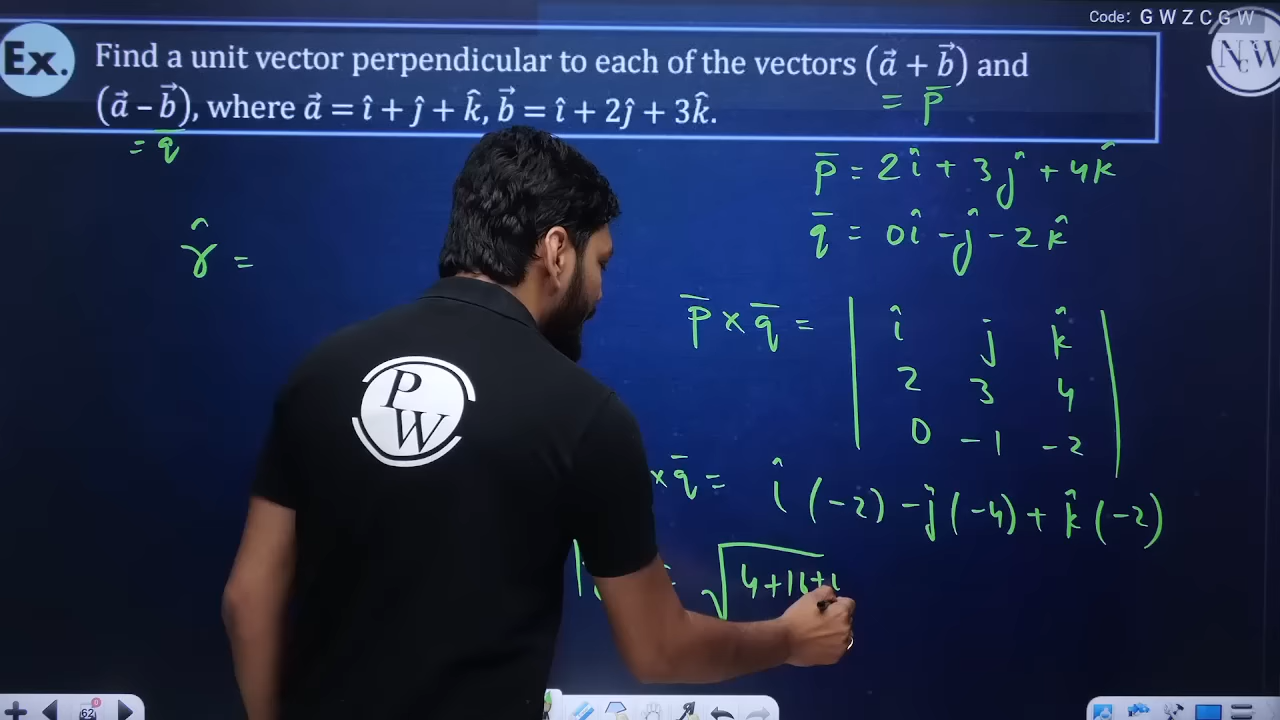 Code: G W Z C G W
Ex.
Find a unit vector perpendicular to each of the vectors (a⃗ + b⃗) and
(a⃗ – b⃗), where a⃗ = î + ĵ + k̂, b⃗ = î + 2ĵ + 3k̂.
= p̄
= q̄
p̄ = 2î + 3ĵ + 4k̂
q̄ = 0î - ĵ - 2k̂
r̂ =
p̄ × q̄ = | î j k̂ |
2 3 4
0 -1 -2
× q̄ = î (-2) - ĵ (-4) + k̂ (-2)
= √4+16+
PW
62